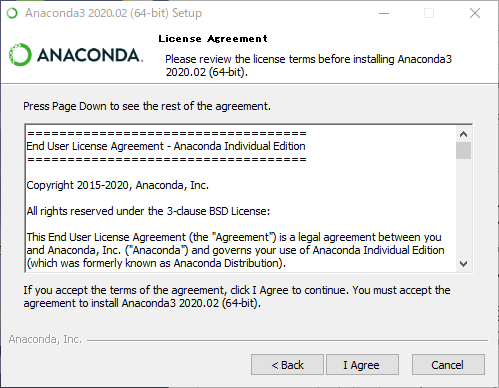 Anaconda3 2020.02 (64-bit) Setup
ANACONDA.
License Agreement
Please review the license terms before installing Anaconda3
2020.02 (64-bit).
Press Page Down to see the rest of the agreement.
===================================
End User License Agreement - Anaconda Individual Edition
===================================
Copyright 2015-2020, Anaconda, Inc.
All rights reserved under the 3-clause BSD License:
This End User License Agreement (the "Agreement") is a legal agreement between you
and Anaconda, Inc. ("Anaconda") and governs your use of Anaconda Individual Edition
(which was formerly known as Anaconda Distribution).
If you accept the terms of the agreement, click I Agree to continue. You must accept the
agreement to install Anaconda3 2020.02 (64-bit).
Anaconda, Inc.
< Back
I Agree
Cancel